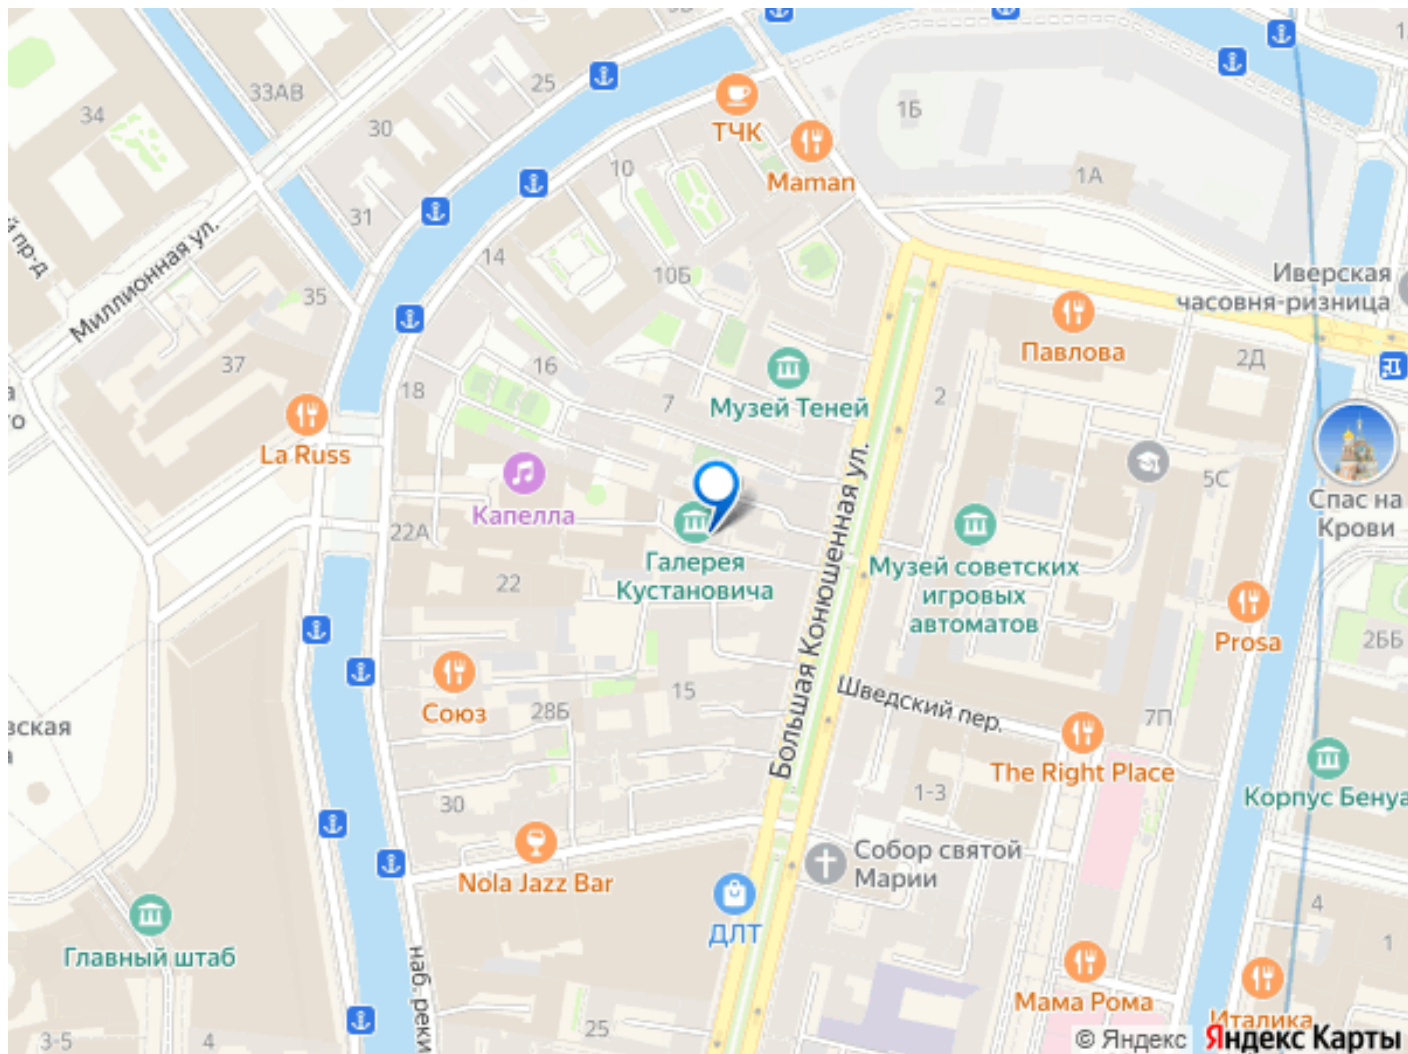 34
33АВ
25
30
ТЧК
1Б
10
Maman
1А
й пр-д
31
Миллионная ул.
14
10Б
Иверская
часовня-ризница
35
Павлова
2Д
37
16
18
7
Музей Теней
2
La Russ
Капелла
5С
Спас на
Крови
22А
Галерея
Кустановича
Большая Конюшенная ул.
Музей советских
игровых
автоматов
22
Prosa
2ББ
Союз
28Б
15
Шведский пер.
7П
вская
The Right Place
1-3
Корпус Бенуа
30
Nola Jazz Bar
Собор святой
Марии
ДЛТ
4
1
Главный штаб
наб. реки
Мама Рома
Италика
3-5
4
25
© Яндекс Яндекс Карты